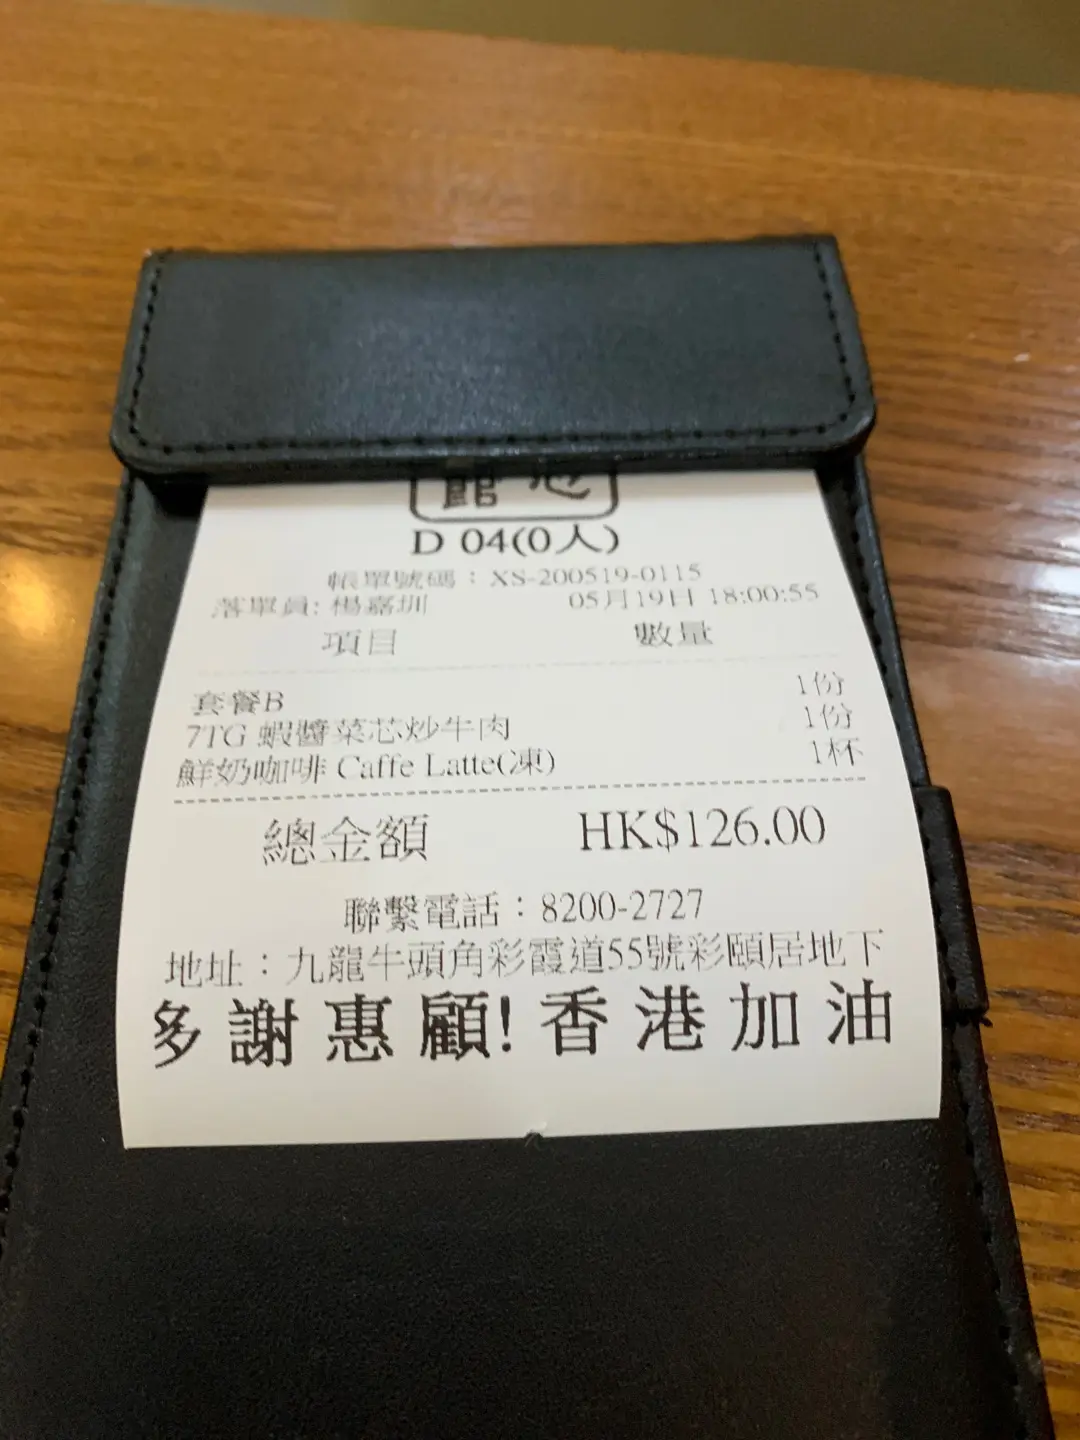 D 04(0人)
帳單號碼：XS-200519-0115
落單員: 楊嘉圳 05月19日 18:00:55
項目 數量
套餐B 1份
7TG 蝦醬菜芯炒牛肉 1份
鮮奶咖啡 Caffe Latte(凍) 1杯
總金額 HK$126.00
聯繫電話：8200-2727
地址：九龍牛頭角彩霞道55號彩頤居地下
多謝惠顧!香港加油